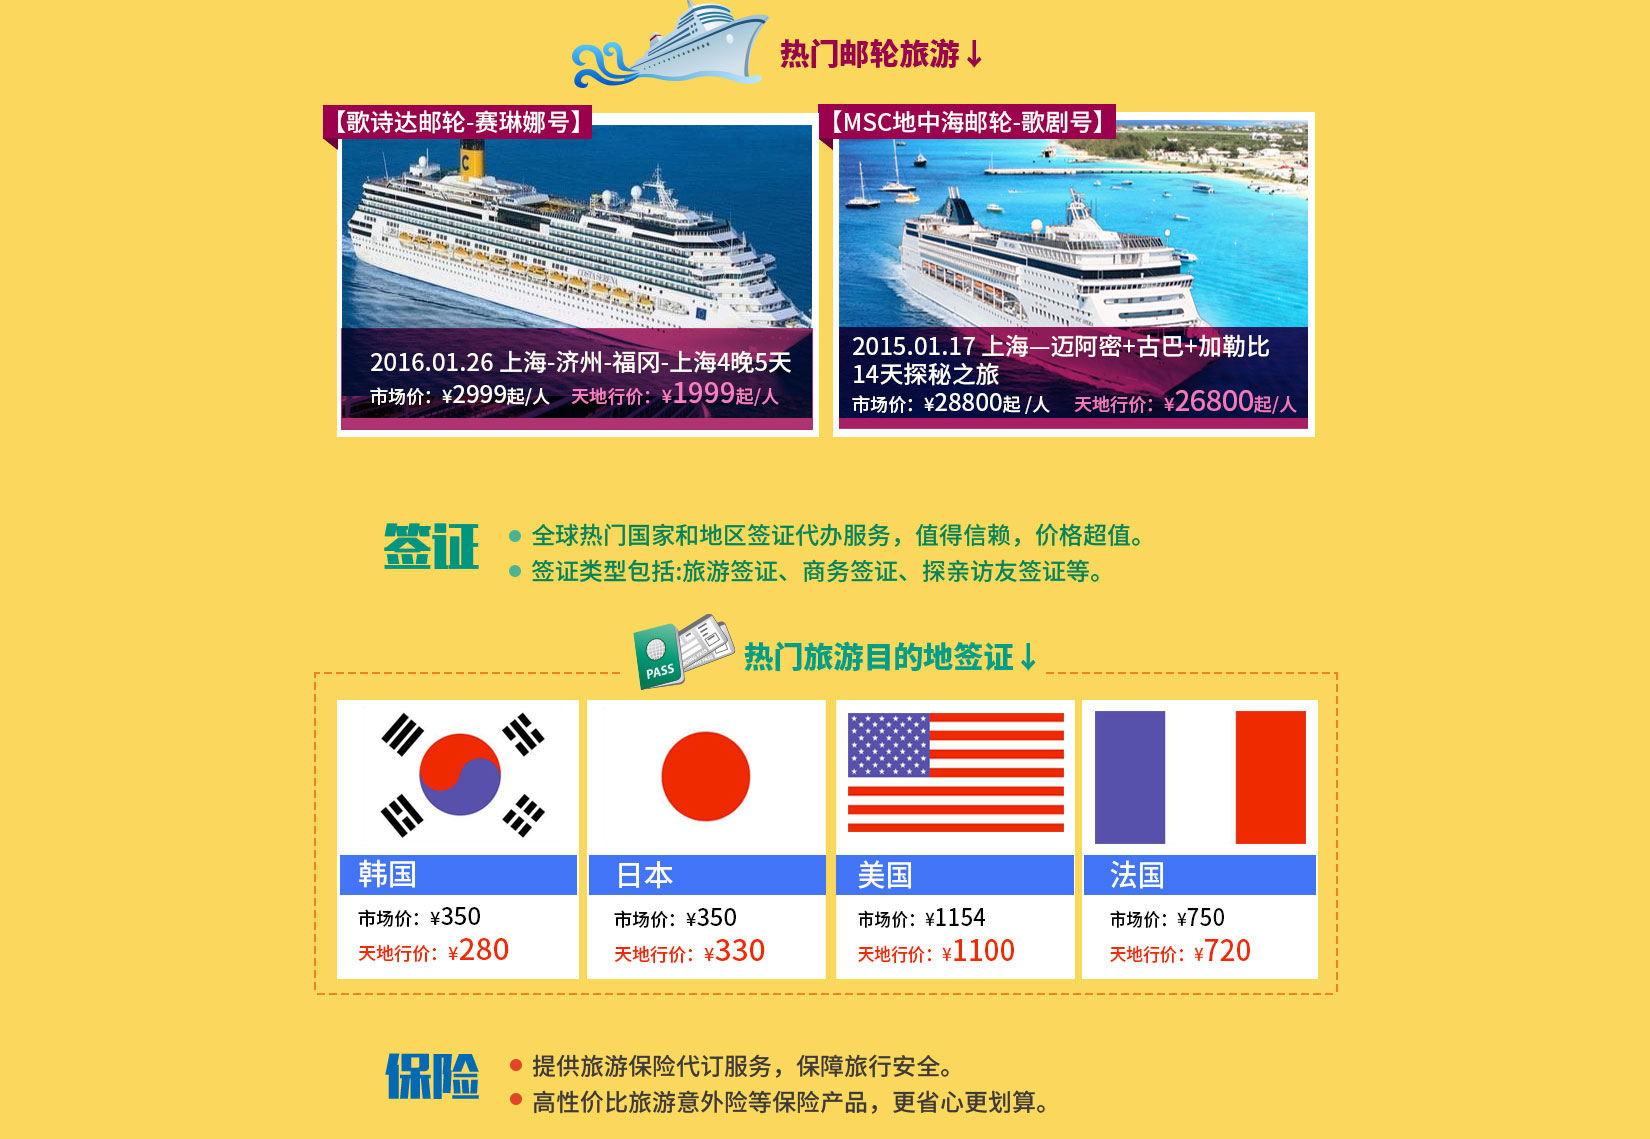 热门邮轮旅游↓
【歌诗达邮轮-赛琳娜号】
2016.01.26 上海-济州-福冈-上海4晚5天
市场价：¥2999起/人 天地行价：¥1999起/人
【MSC地中海邮轮-歌剧号】
2015.01.17 上海—迈阿密+古巴+加勒比
14天探秘之旅
市场价：¥28800起 /人 天地行价：¥26800起/人
签证
全球热门国家和地区签证代办服务，值得信赖，价格超值。
签证类型包括:旅游签证、商务签证、探亲访友签证等。
PASS
热门旅游目的地签证↓
韩国
市场价：¥350
天地行价：¥280
日本
市场价：¥350
天地行价：¥330
美国
市场价：¥1154
天地行价：¥1100
法国
市场价：¥750
天地行价：¥720
保险
提供旅游保险代订服务，保障旅行安全。
高性价比旅游意外险等保险产品，更省心更划算。